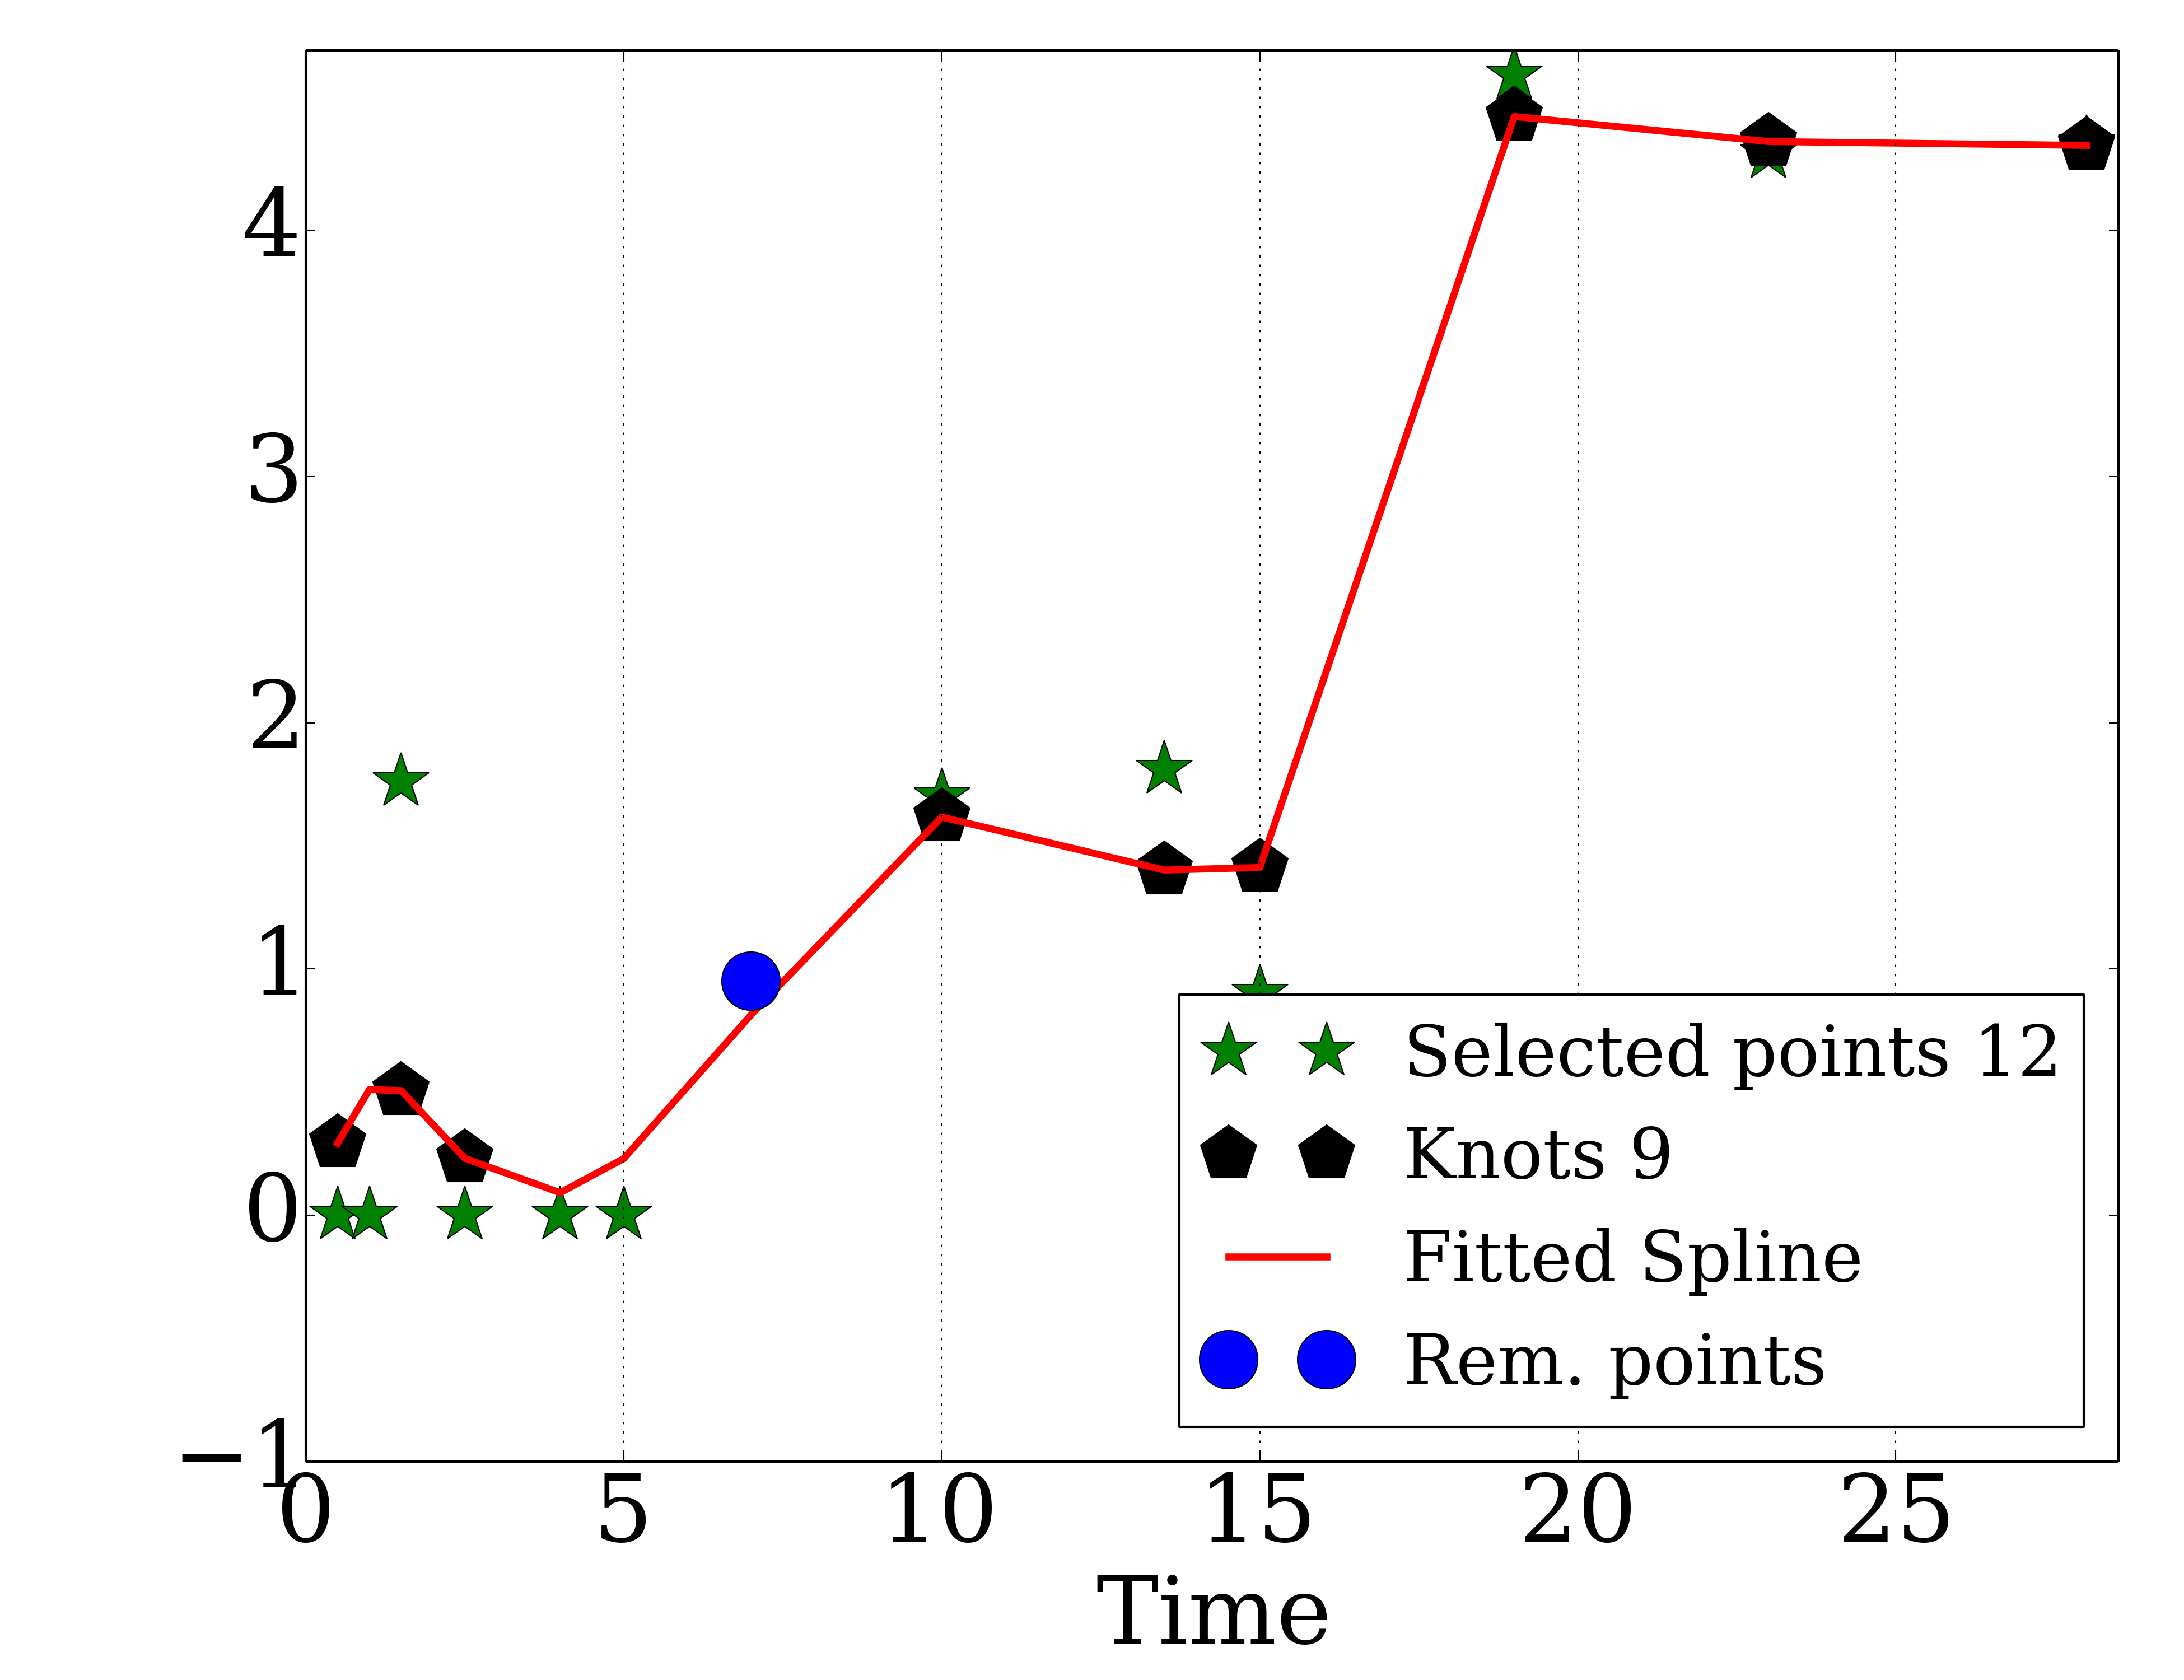 4
3
2
1
0
−1
Selected points 12
Knots 9
Fitted Spline
Rem. points
0 5 10 15 20 25
Time